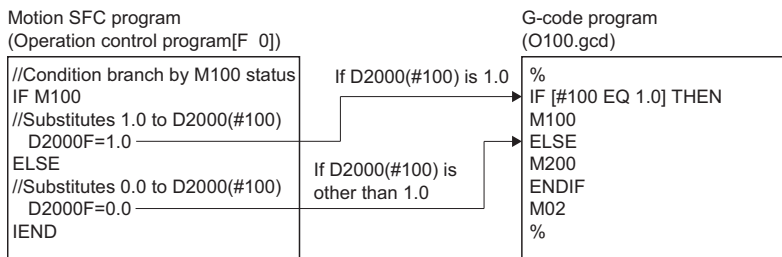 Motion SFC program
(Operation control program[F 0])
//Condition branch by M100 status
IF M100
//Substitutes 1.0 to D2000(#100)
D2000F=1.0
ELSE
//Substitutes 0.0 to D2000(#100)
D2000F=0.0
IEND
If D2000(#100) is 1.0
If D2000(#100) is
other than 1.0
G-code program
(O100.gcd)
%
IF [#100 EQ 1.0] THEN
M100
ELSE
M200
ENDIF
M02
%